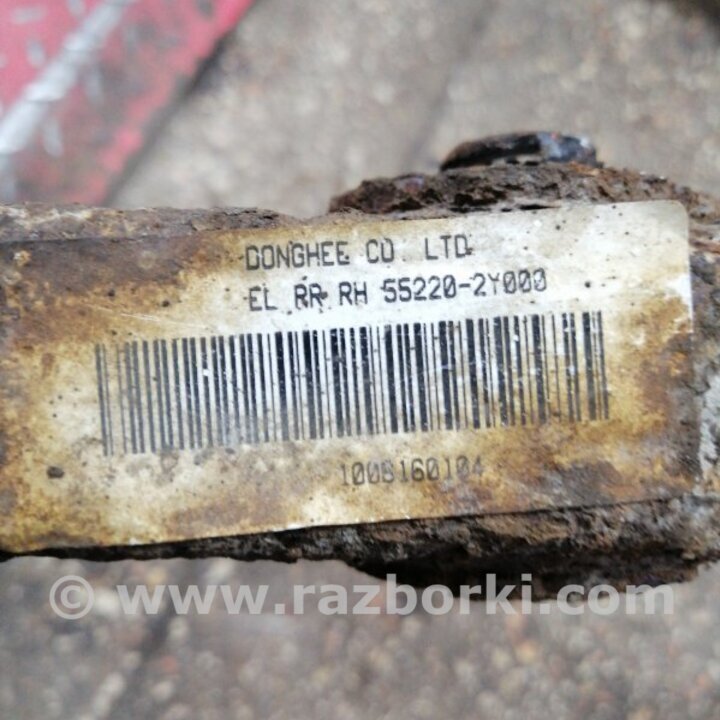 DONGHEE CO. LTD
EL RR RH 55220-2Y000
1008160104
© www.razborki.com